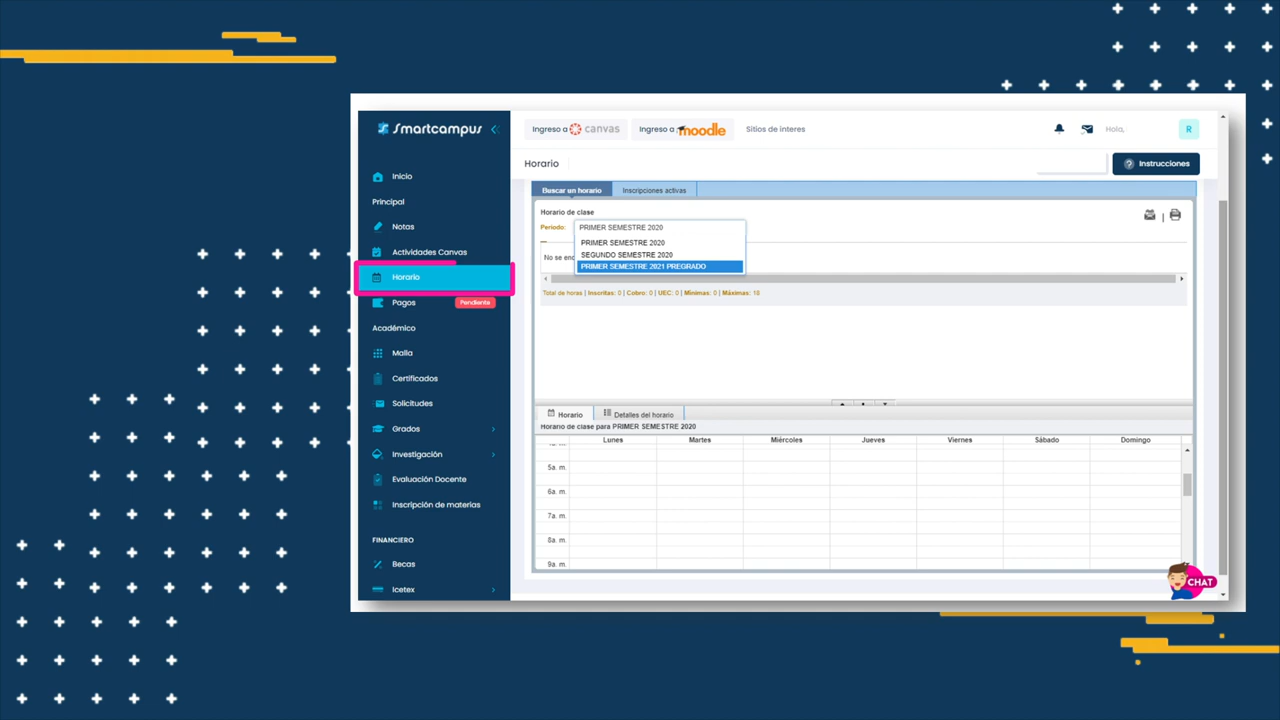 Smartcampus
Ingreso a canvas
Ingreso a moodle
Sitios de interes
Hola,
R
Horario
Instrucciones
Inicio
Principal
Notas
Actividades Canvas
Horario
Pagos
Pendiente
Académico
Malla
Certificados
Solicitudes
Grados
Investigación
Evaluación Docente
Inscripción de materias
FINANCIERO
Becas
Icetex
Buscar un horario
Inscripciones activas
Horario de clase
Periodo: PRIMER SEMESTRE 2020
PRIMER SEMESTRE 2020
SEGUNDO SEMESTRE 2020
PRIMER SEMESTRE 2021 PREGRADO
No se
Total de horas | Inscritas: 0 | Cobro: 0 | UEC: 0 | Mínimas: 0 | Máximas: 16
Horario
Detalles del horario
Horario de clase para PRIMER SEMESTRE 2020
Lunes Martes Miércoles Jueves Viernes Sábado Domingo
5a. m.
6a. m.
7a. m.
8a. m.
9a. m.
CHAT